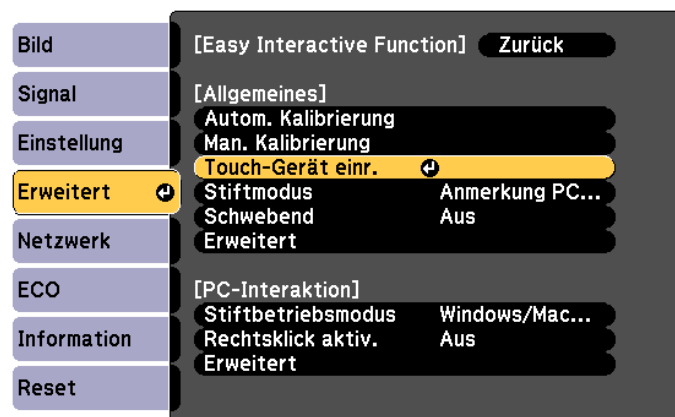 Bild
Signal
Einstellung
Erweitert
Netzwerk
ECO
Information
Reset
[Easy Interactive Function] Zurück
[Allgemeines]
Autom. Kalibrierung
Man. Kalibrierung
Touch-Gerät einr.
Stiftmodus Anmerkung PC...
Schwebend Aus
Erweitert
[PC-Interaktion]
Stiftbetriebsmodus Windows/Mac...
Rechtsklick aktiv. Aus
Erweitert